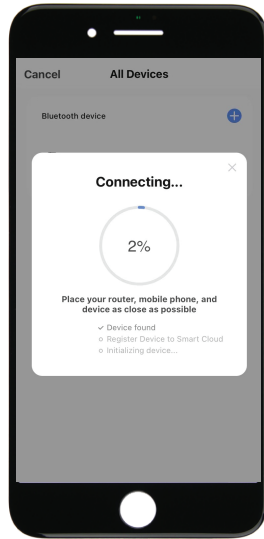 Cancel All Devices
Bluetooth device
Connecting...
2%
Place your router, mobile phone, and
device as close as possible
✓ Device found
Register Device to Smart Cloud
Initializing device...